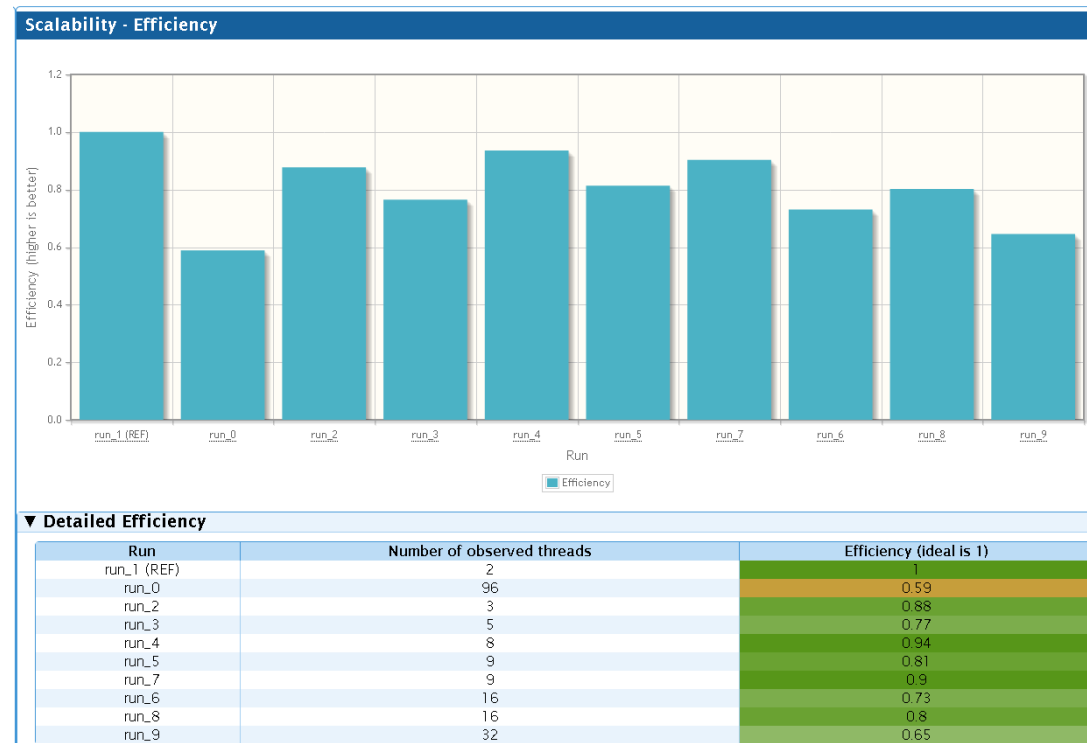 Scalability - Efficiency
1.2
1.0
0.8
0.6
0.4
0.2
0.0
Efficiency (higher is better)
run_1 (REF) run_0 run_2 run_3 run_4 run_5 run_7 run_6 run_8 run_9
Run
Efficiency
▼ Detailed Efficiency
Run Number of observed threads Efficiency (ideal is 1)
run_1 (REF) 2 1
run_0 96 0.59
run_2 3 0.88
run_3 5 0.77
run_4 8 0.94
run_5 9 0.81
run_7 9 0.9
run_6 16 0.73
run_8 16 0.8
run_9 32 0.65